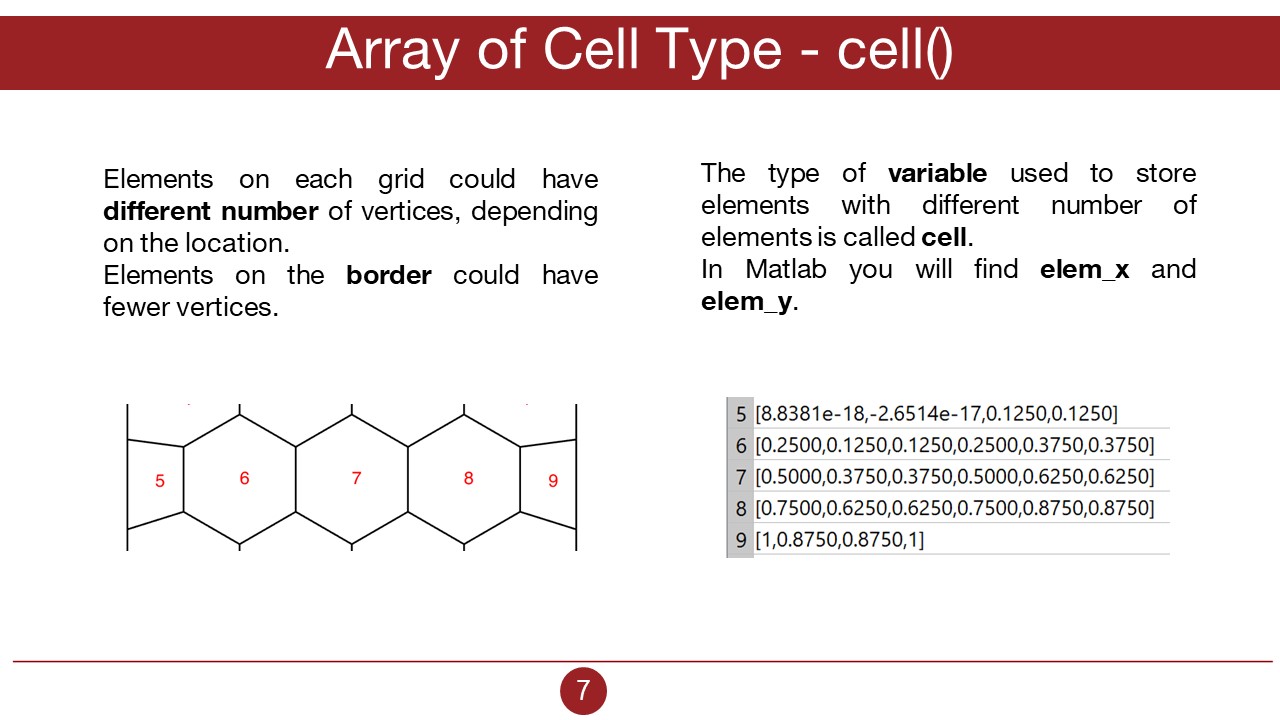 Array of Cell Type - cell()
Elements on each grid could have
different number of vertices, depending
on the location.
Elements on the border could have
fewer vertices.
The type of variable used to store
elements with different number of
elements is called cell.
In Matlab you will find elem_x and
elem_y.
5 6 7 8 9
5 [8.8381e-18,-2.6514e-17,0.1250,0.1250]
6 [0.2500,0.1250,0.1250,0.2500,0.3750,0.3750]
7 [0.5000,0.3750,0.3750,0.5000,0.6250,0.6250]
8 [0.7500,0.6250,0.6250,0.7500,0.8750,0.8750]
9 [1,0.8750,0.8750,1]
7